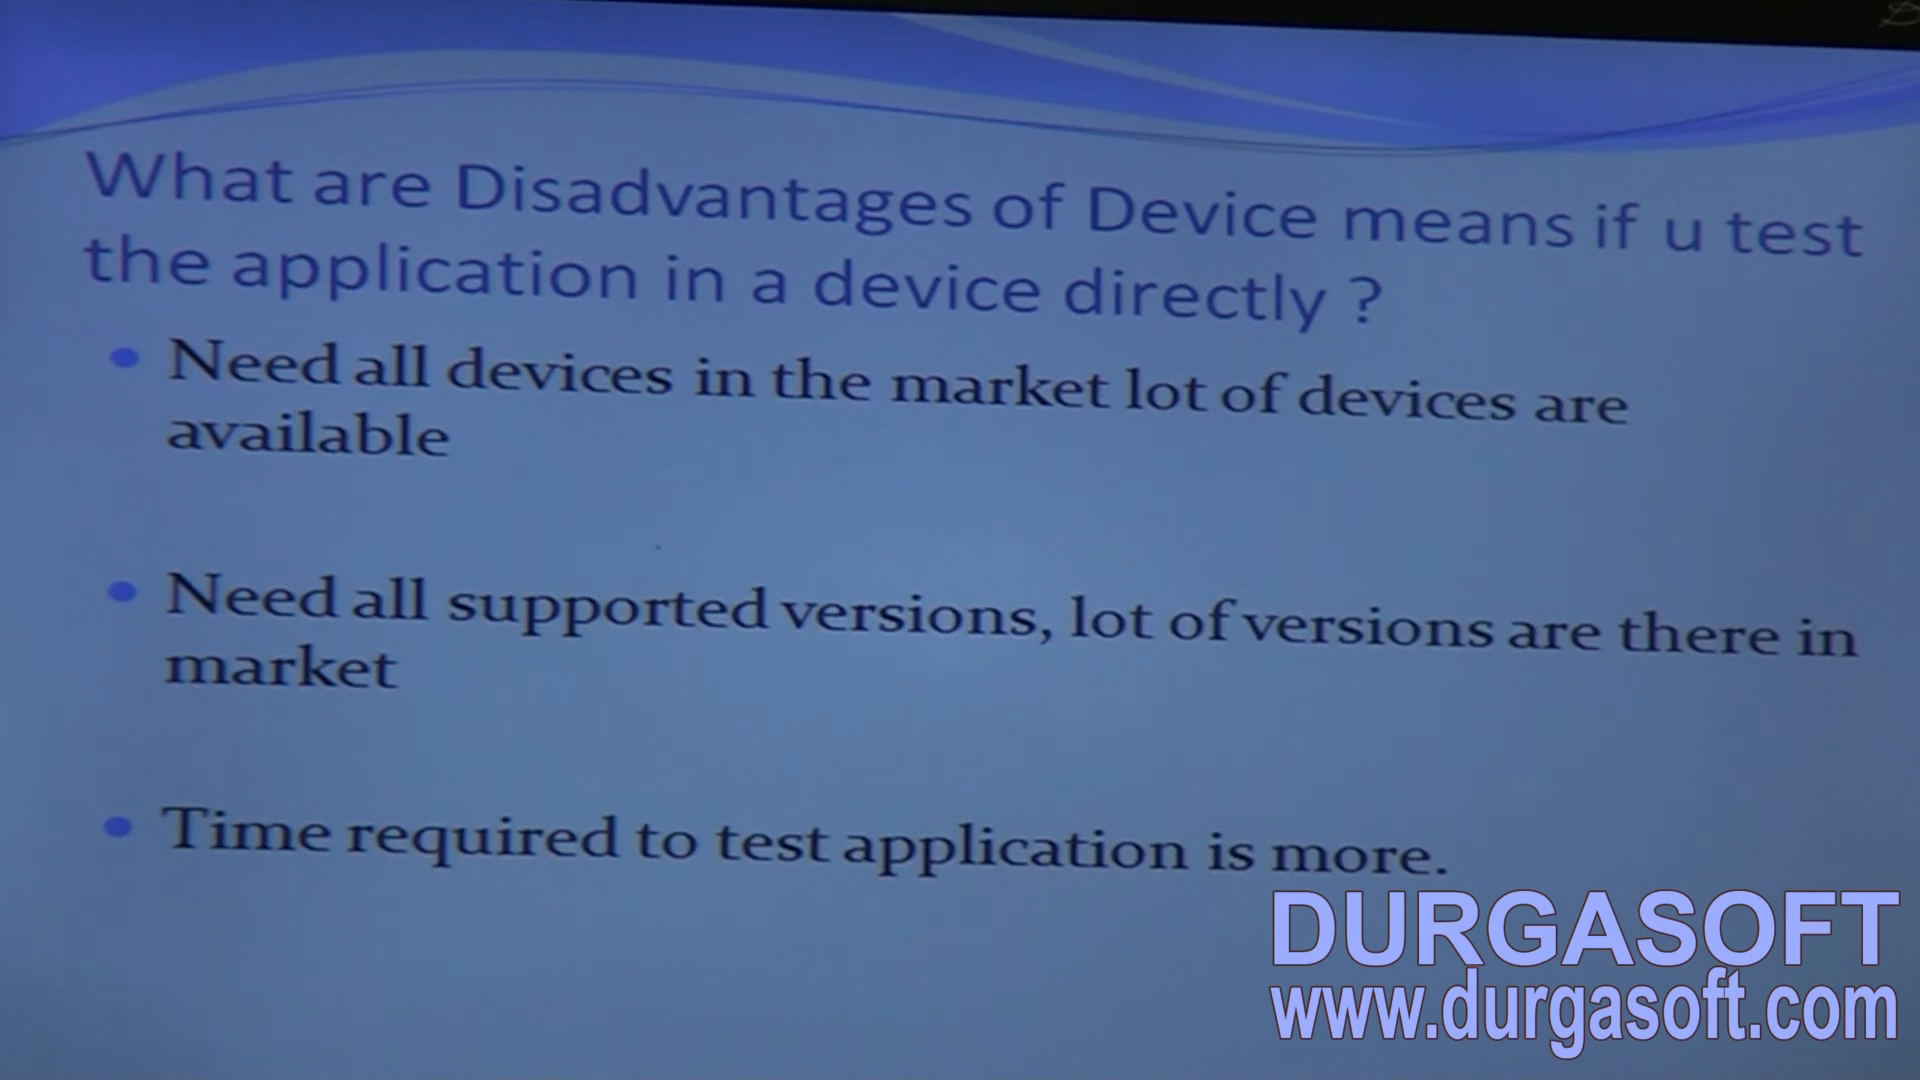 What are Disadvantages of Device means if u test
the application in a device directly ?
Need all devices in the market lot of devices are
available
Need all supported versions, lot of versions are there in
market
Time required to test application is more.
DURGASOFT
www.durgasoft.com